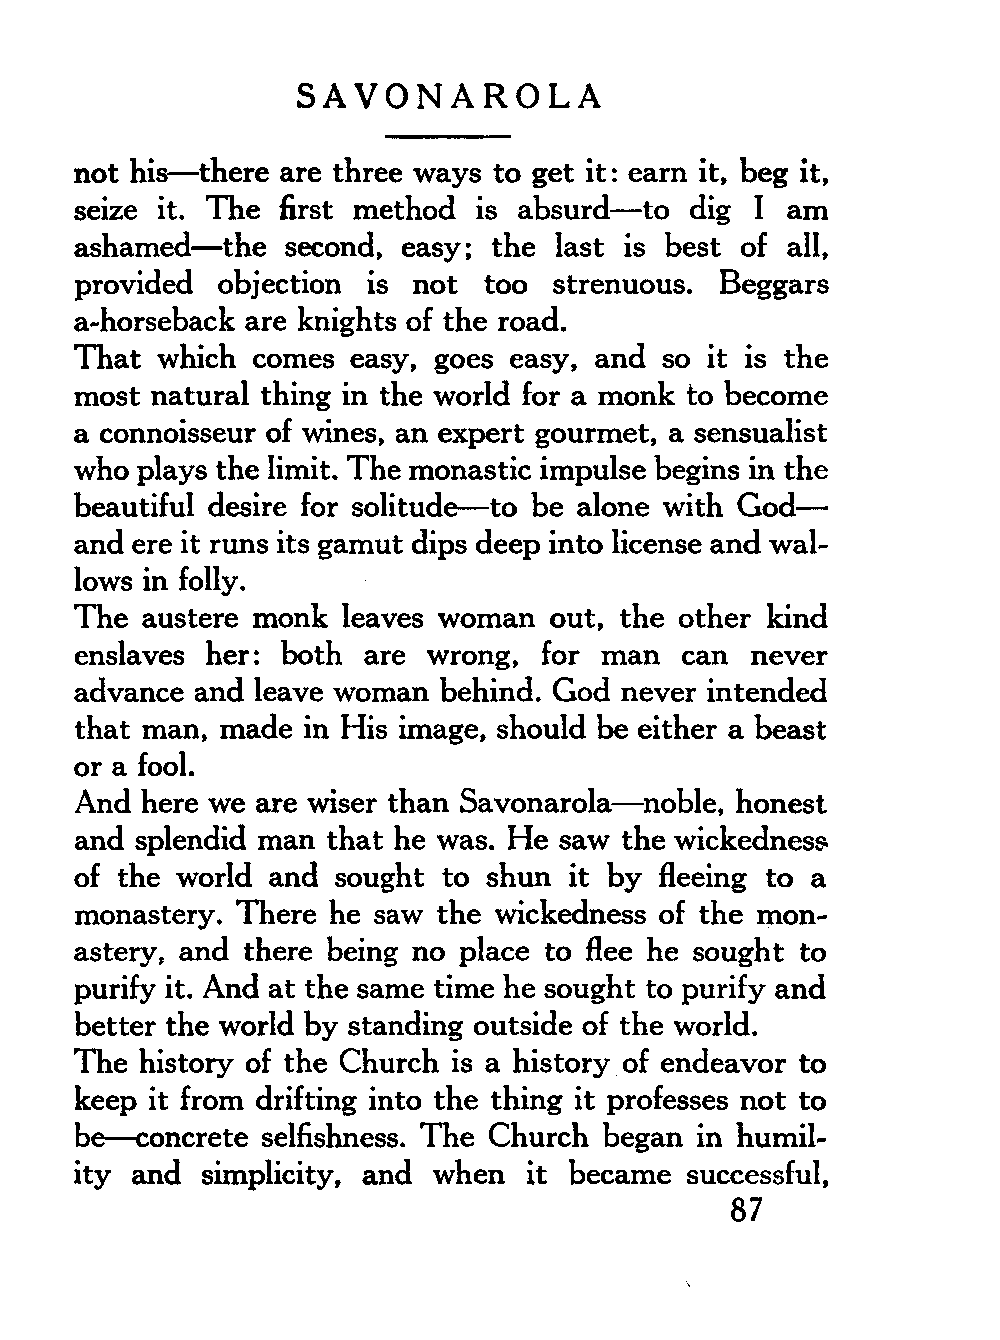 SAVONAROLA
not his—there are three ways to get it: earn it, beg it,
seize it. The first method is absurd—to dig I am
ashamed—the second, easy; the last is best of all,
provided objection is not too strenuous. Beggars
a-horseback are knights of the road.
That which comes easy, goes easy, and so it is the
most natural thing in the world for a monk to become
a connoisseur of wines, an expert gourmet, a sensualist
who plays the limit. The monastic impulse begins in the
beautiful desire for solitude—to be alone with God—
and ere it runs its gamut dips deep into license and wal-
lows in folly.
The austere monk leaves woman out, the other kind
enslaves her: both are wrong, for man can never
advance and leave woman behind. God never intended
that man, made in His image, should be either a beast
or a fool.
And here we are wiser than Savonarola—noble, honest
and splendid man that he was. He saw the wickedness
of the world and sought to shun it by fleeing to a
monastery. There he saw the wickedness of the mon-
astery, and there being no place to flee he sought to
purify it. And at the same time he sought to purify and
better the world by standing outside of the world.
The history of the Church is a history of endeavor to
keep it from drifting into the thing it professes not to
be—concrete selfishness. The Church began in humil-
ity and simplicity, and when it became successful,
87